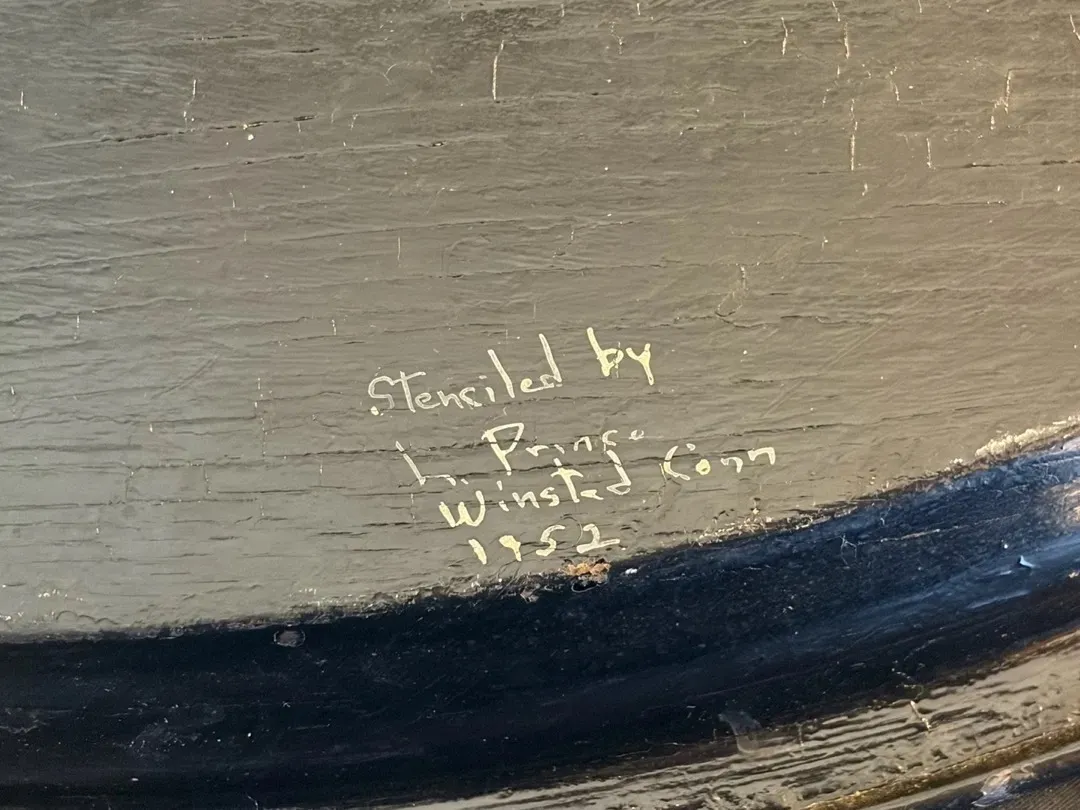 Stenciled by
L. Prince
Winsted Conn
1952